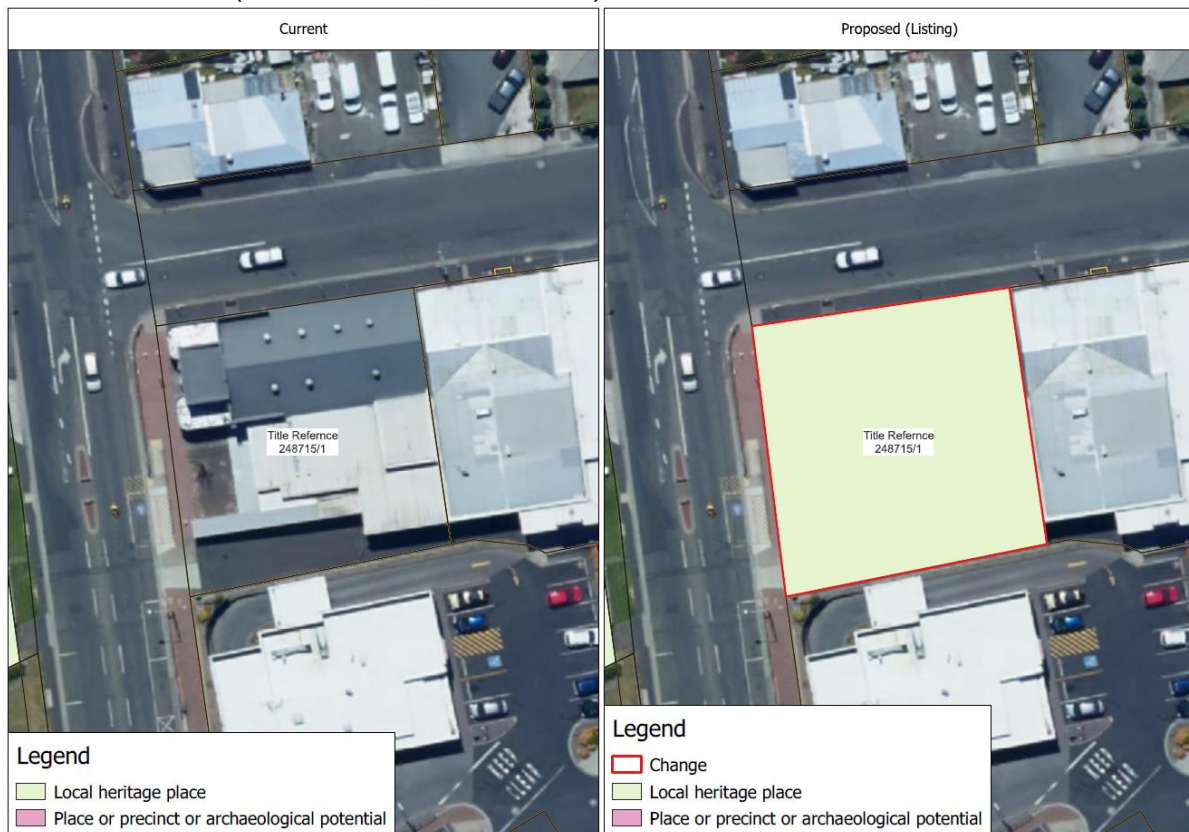 Current
Proposed (Listing)
Title Refernce
248715/1
Title Refernce
248715/1
Legend
Local heritage place
Place or precinct or archaeological potential
Legend
Change
Local heritage place
Place or precinct or archaeological potential